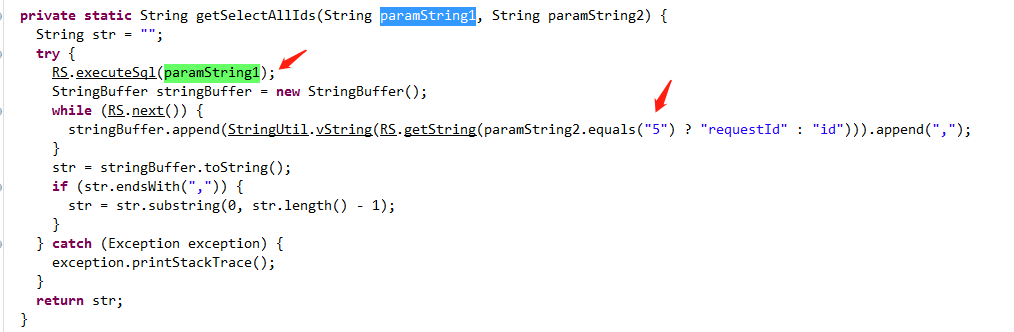 private static String getSelectAllIds(String paramString1, String paramString2) {
String str = "";
try {
RS.executeSql(paramString1);
StringBuffer stringBuffer = new StringBuffer();
while (RS.next()) {
stringBuffer.append(StringUtil.vString(RS.getString(paramString2.equals("5") ? "requestId" : "id"))).append(",");
}
str = stringBuffer.toString();
if (str.endsWith(",")) {
str = str.substring(0, str.length() - 1);
}
} catch (Exception exception) {
exception.printStackTrace();
}
return str;
}